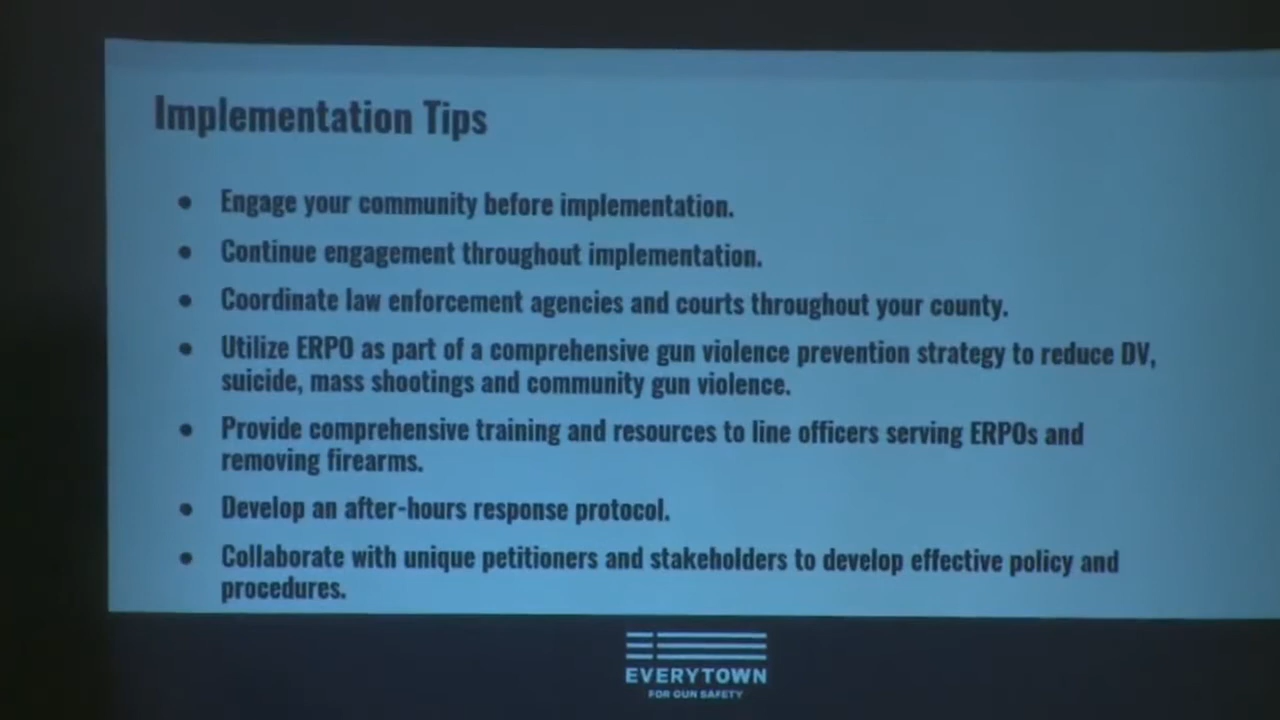 Implementation Tips
• Engage your community before implementation.
• Continue engagement throughout implementation.
• Coordinate law enforcement agencies and courts throughout your county.
• Utilize ERPO as part of a comprehensive gun violence prevention strategy to reduce DV,
suicide, mass shootings and community gun violence.
• Provide comprehensive training and resources to line officers serving ERPOs and
removing firearms.
• Develop an after-hours response protocol.
• Collaborate with unique petitioners and stakeholders to develop effective policy and
procedures.
EVERYTOWN
FOR GUN SAFETY